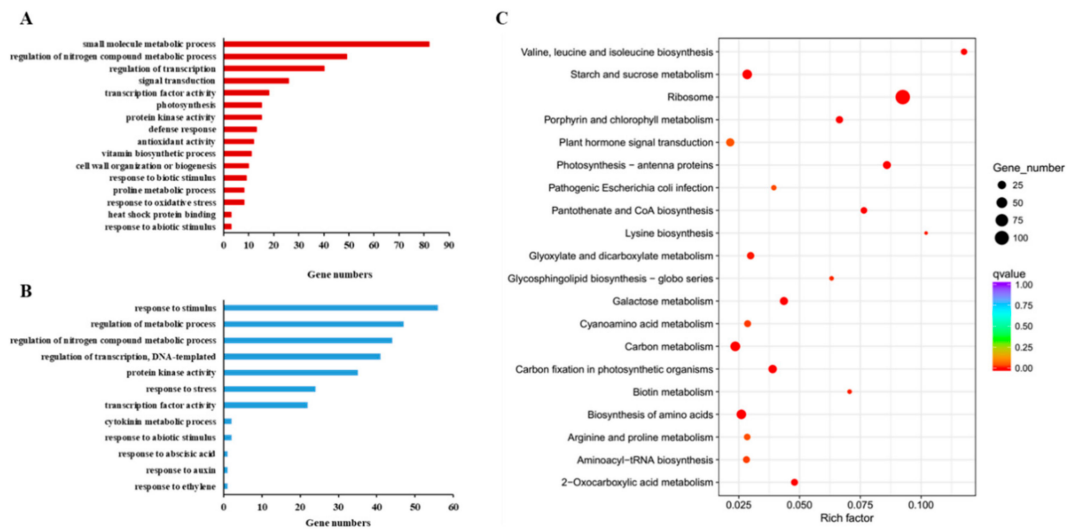 A
small molecule metabolic process
regulation of nitrogen compound metabolic process
regulation of transcription
signal transduction
transcription factor activity
photosynthesis
protein kinase activity
defense response
antioxidant activity
vitamin biosynthetic process
cell wall organization or biogenesis
response to biotic stimulus
proline metabolic process
response to oxidative stress
heat shock protein binding
response to abiotic stimulus
0 10 20 30 40 50 60 70 80 90
Gene numbers
B
response to stimulus
regulation of metabolic process
regulation of nitrogen compound metabolic process
regulation of transcription, DNA-templated
protein kinase activity
response to stress
transcription factor activity
cytokinin metabolic process
response to abiotic stimulus
response to abscisic acid
response to auxin
response to ethylene
0 10 20 30 40 50 60
Gene numbers
C
Valine, leucine and isoleucine biosynthesis
Starch and sucrose metabolism
Ribosome
Porphyrin and chlorophyll metabolism
Plant hormone signal transduction
Photosynthesis − antenna proteins
Pathogenic Escherichia coli infection
Pantothenate and CoA biosynthesis
Lysine biosynthesis
Glyoxylate and dicarboxylate metabolism
Glycosphingolipid biosynthesis − globo series
Galactose metabolism
Cyanoamino acid metabolism
Carbon metabolism
Carbon fixation in photosynthetic organisms
Biotin metabolism
Biosynthesis of amino acids
Arginine and proline metabolism
Aminoacyl−tRNA biosynthesis
2−Oxocarboxylic acid metabolism
0.025 0.050 0.075 0.100
Rich factor
Gene_number
25
50
75
100
qvalue
1.00
0.75
0.50
0.25
0.00